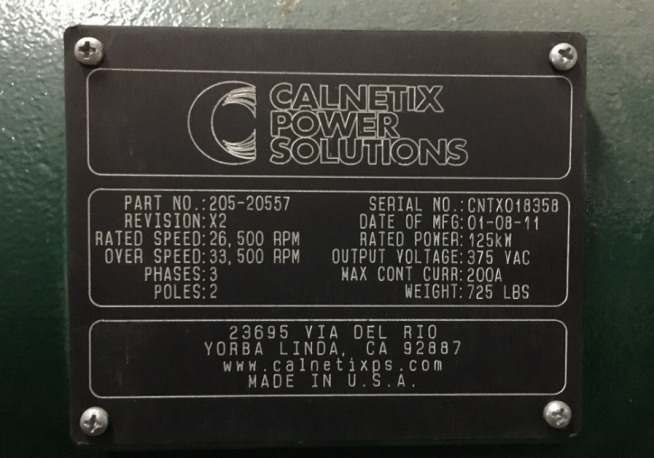 CALNETIX
POWER
SOLUTIONS
PART NO.:205-20557
REVISION:X2
RATED SPEED:26,500 RPM
OVER SPEED:33,500 RPM
PHASES:3
POLES:2
SERIAL NO.:CNTX018358
DATE OF MFG:01-08-11
RATED POWER:125kW
OUTPUT VOLTAGE:375 VAC
MAX CONT CURR:200A
WEIGHT:725 LBS
23695 VIA DEL RIO
YORBA LINDA, CA 92887
www.calnetixps.com
MADE IN U.S.A.